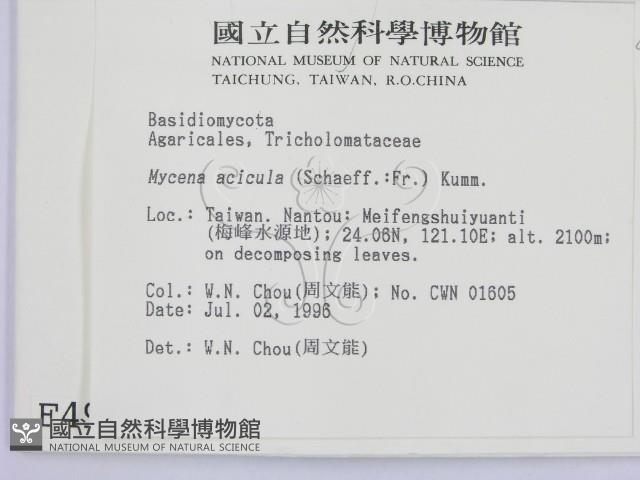 國立自然科學博物館
NATIONAL MUSEUM OF NATURAL SCIENCE
TAICHUNG, TAIWAN, R.O.CHINA
Basidiomycota
Agaricales, Tricholomataceae
Mycena acicula (Schaeff.:Fr.) Kumm.
Loc.: Taiwan. Nantou: Meifengshuiyuanti
(梅峰水源地); 24.06N, 121.10E; alt. 2100m;
on decomposing leaves.
Col.: W.N. Chou(周文能); No. CWN 01605
Date: Jul. 02, 1996
Det.: W.N. Chou(周文能)
國立自然科學博物館
NATIONAL MUSEUM OF NATURAL SCIENCE